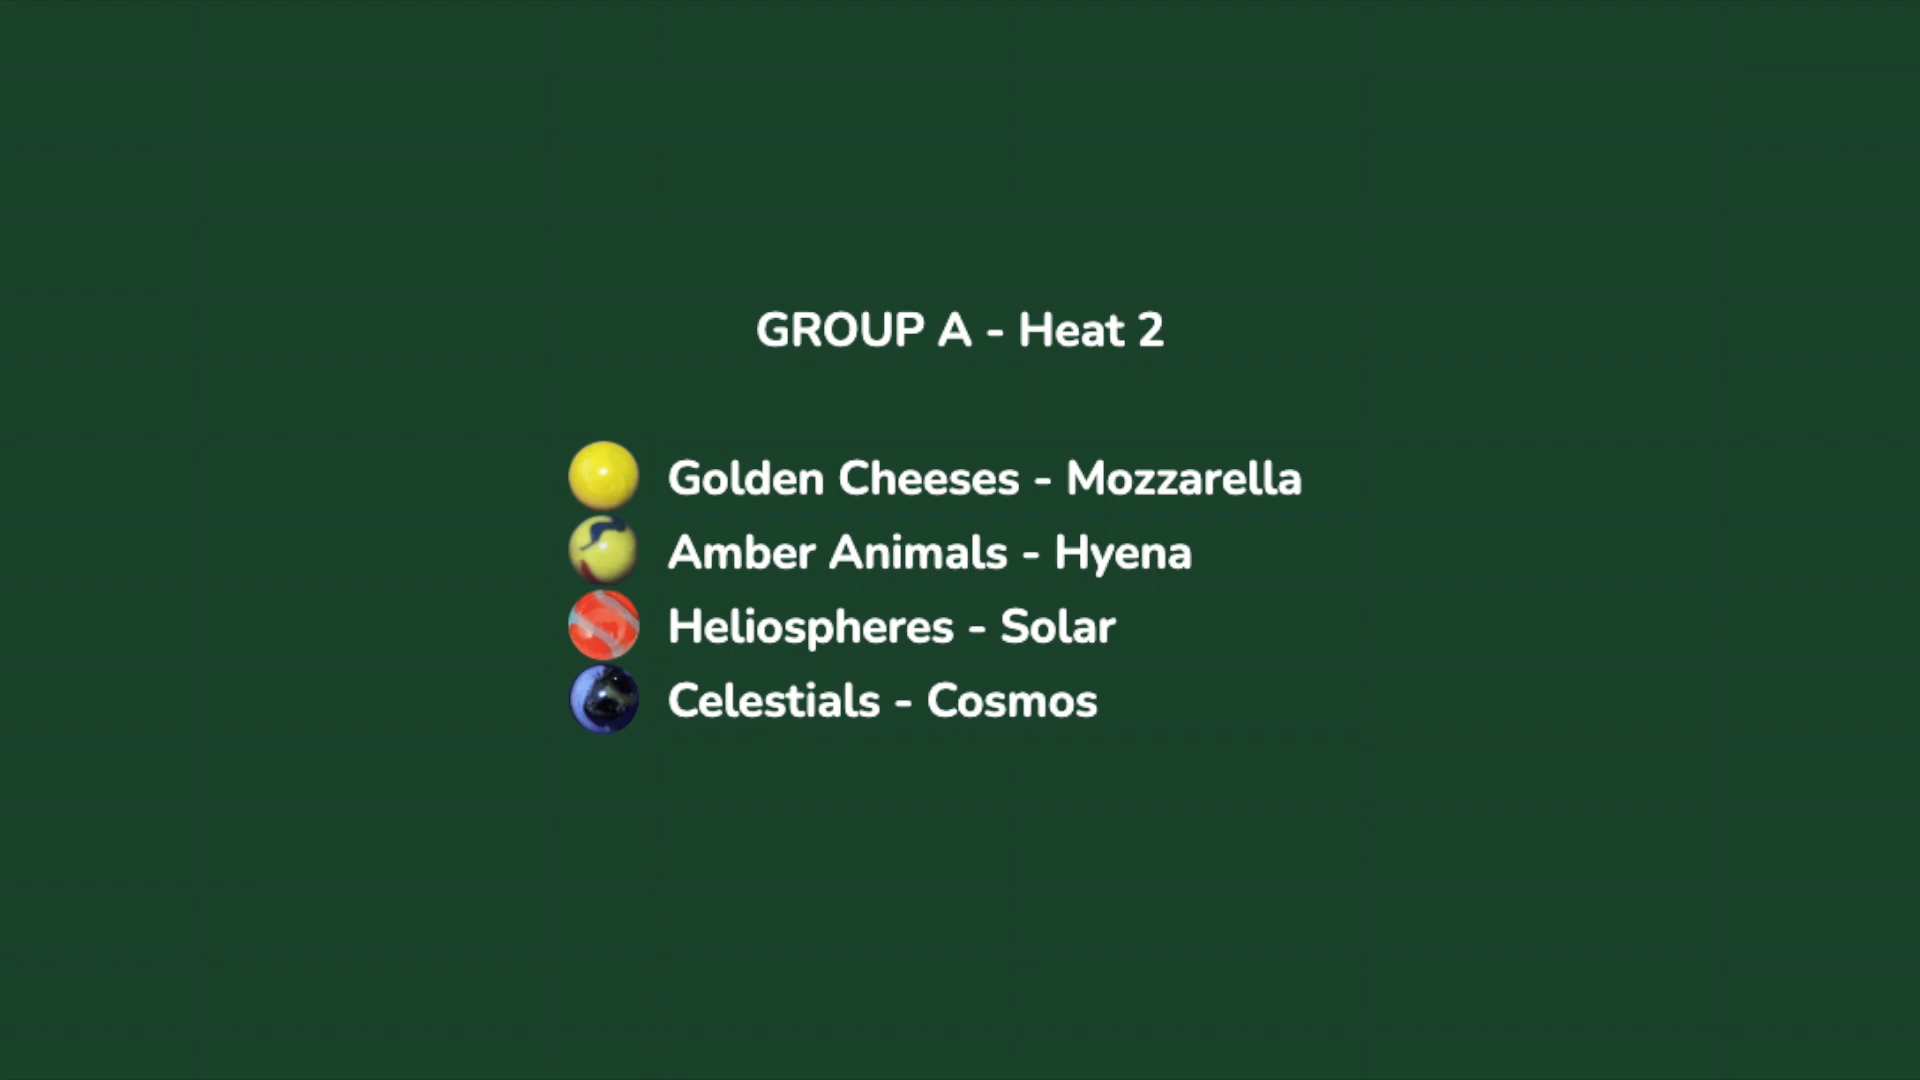 GROUP A - Heat 2
Golden Cheeses - Mozzarella
Amber Animals - Hyena
Heliospheres - Solar
Celestials - Cosmos